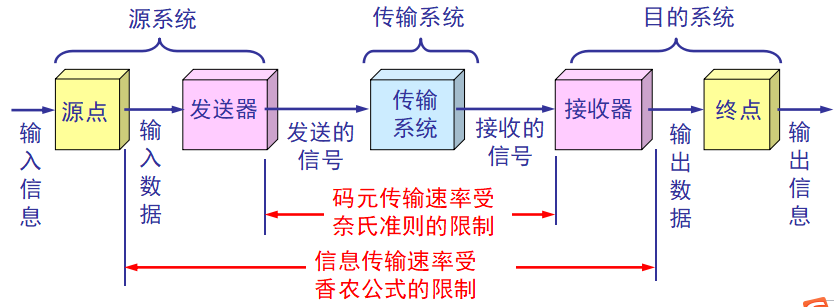 源系统
传输系统
目的系统
源点
发送器
传输
系统
接收器
终点
输入信息
输入数据
发送的
信号
接收的
信号
输出数据
输出信息
码元传输速率受
奈氏准则的限制
信息传输速率受
香农公式的限制